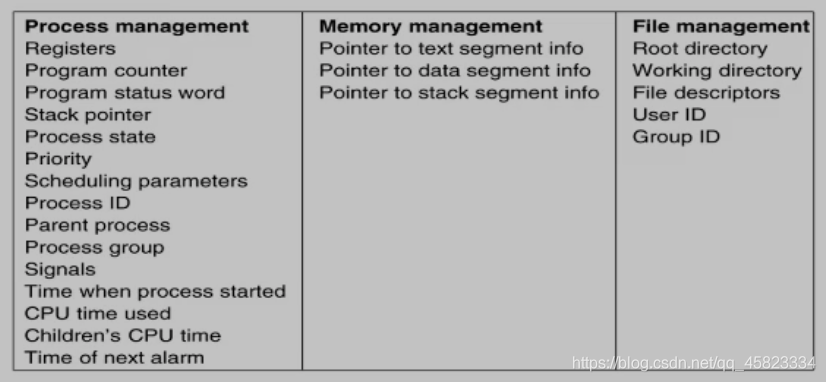 Process management
Registers
Program counter
Program status word
Stack pointer
Process state
Priority
Scheduling parameters
Process ID
Parent process
Process group
Signals
Time when process started
CPU time used
Children's CPU time
Time of next alarm
Memory management
Pointer to text segment info
Pointer to data segment info
Pointer to stack segment info
File management
Root directory
Working directory
File descriptors
User ID
Group ID
https://blog.csdn.net/qq_45823334